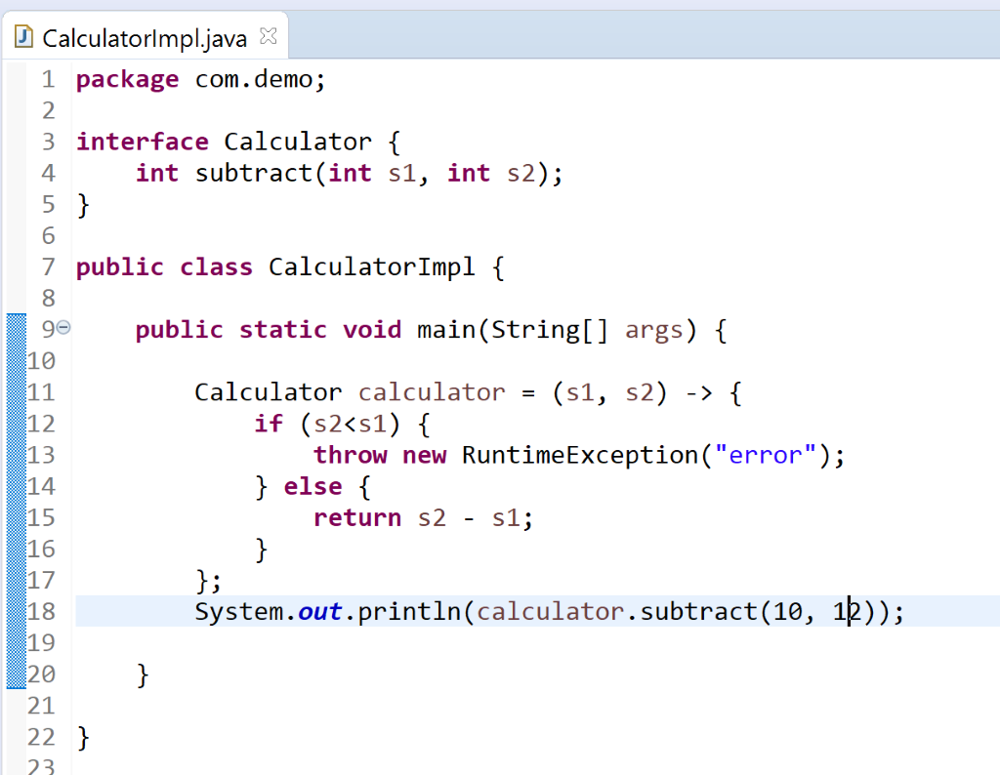 CalculatorImpl.java
1 package com.demo;
2
3 interface Calculator {
4     int subtract(int s1, int s2);
5 }
6
7 public class CalculatorImpl {
8
9     public static void main(String[] args) {
10
11         Calculator calculator = (s1, s2) -> {
12             if (s2<s1) {
13                 throw new RuntimeException("error");
14             } else {
15                 return s2 - s1;
16             }
17         };
18         System.out.println(calculator.subtract(10, 12));
19
20     }
21
22 }
23